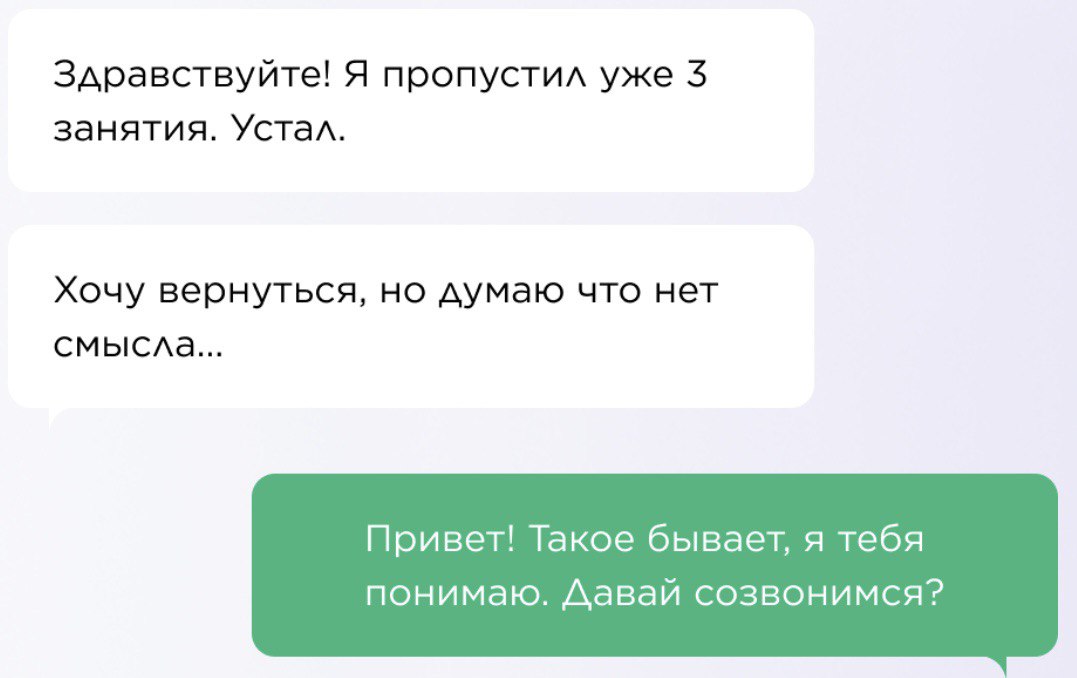 Здравствуйте! Я пропустил уже 3
занятия. Устал.
Хочу вернуться, но думаю что нет
смысла...
Привет! Такое бывает, я тебя
понимаю. Давай созвонимся?